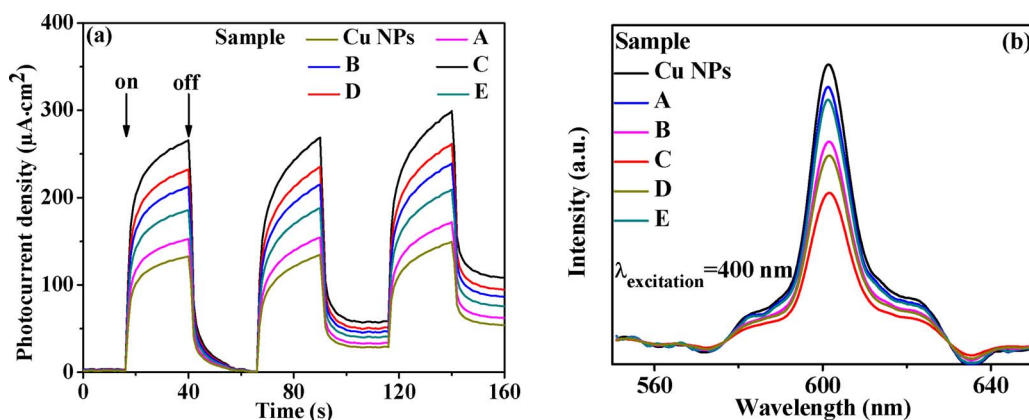 (a) Sample Cu NPs A
B C
D E
on off
400
300
200
100
0
Photocurrent density (μA·cm²)
0 40 80 120 160
Time (s)
(b)
Sample
Cu NPs
A
B
C
D
E
λexcitation=400 nm
Intensity (a.u.)
560 600 640
Wavelength (nm)